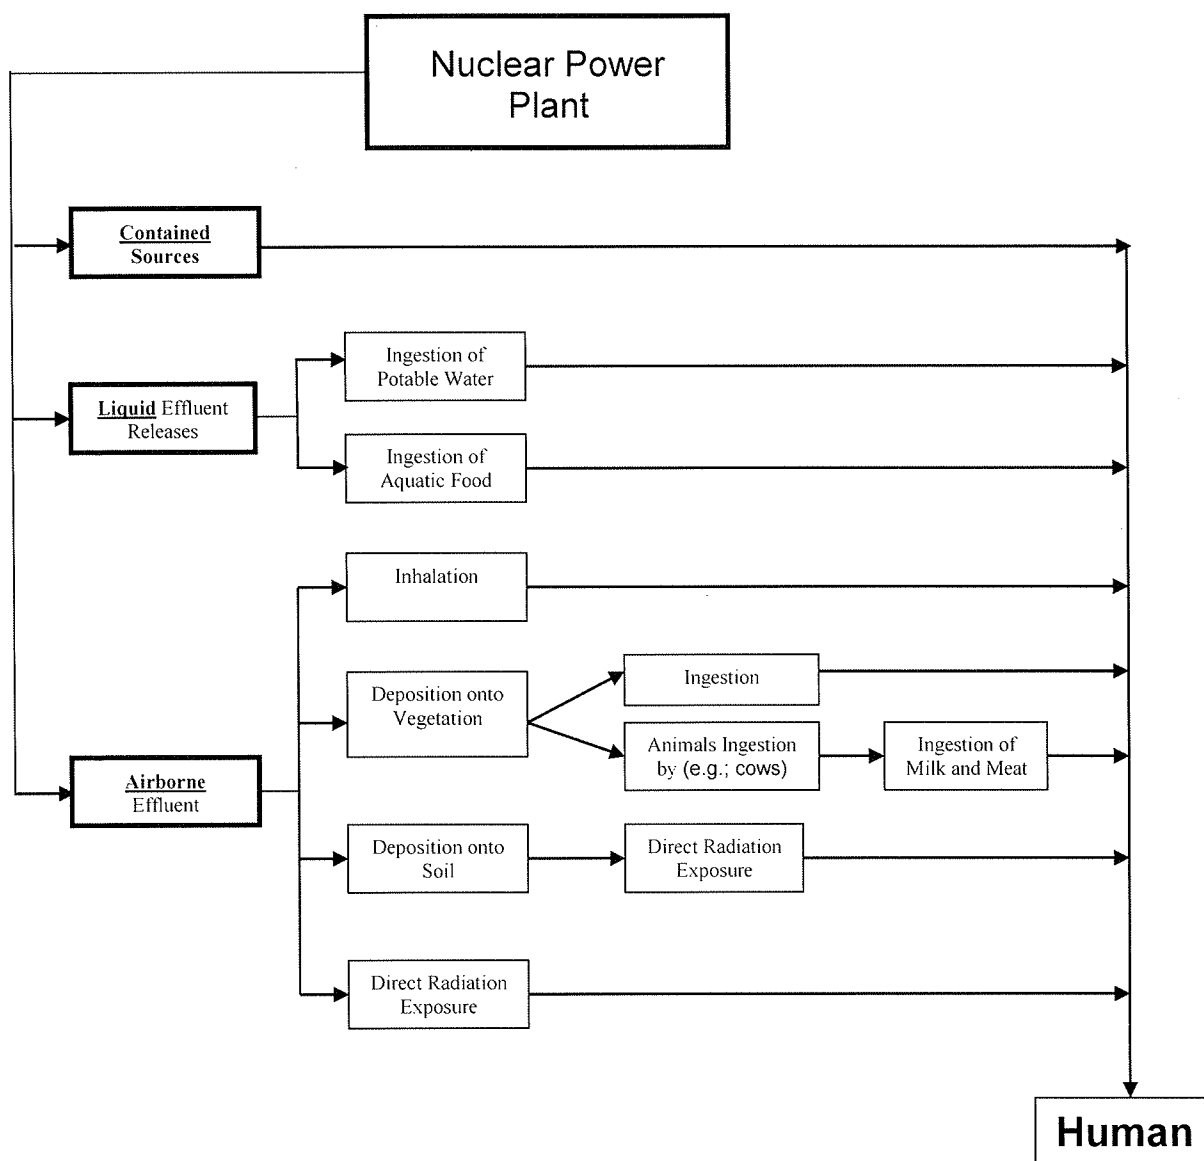 Nuclear Power
Plant
Contained
Sources
Ingestion of
Potable Water
Liquid Effluent
Releases
Ingestion of
Aquatic Food
Inhalation
Deposition onto
Vegetation
Ingestion
Animals Ingestion
by (e.g.; cows)
Ingestion of
Milk and Meat
Airborne
Effluent
Deposition onto
Soil
Direct Radiation
Exposure
Direct Radiation
Exposure
Human